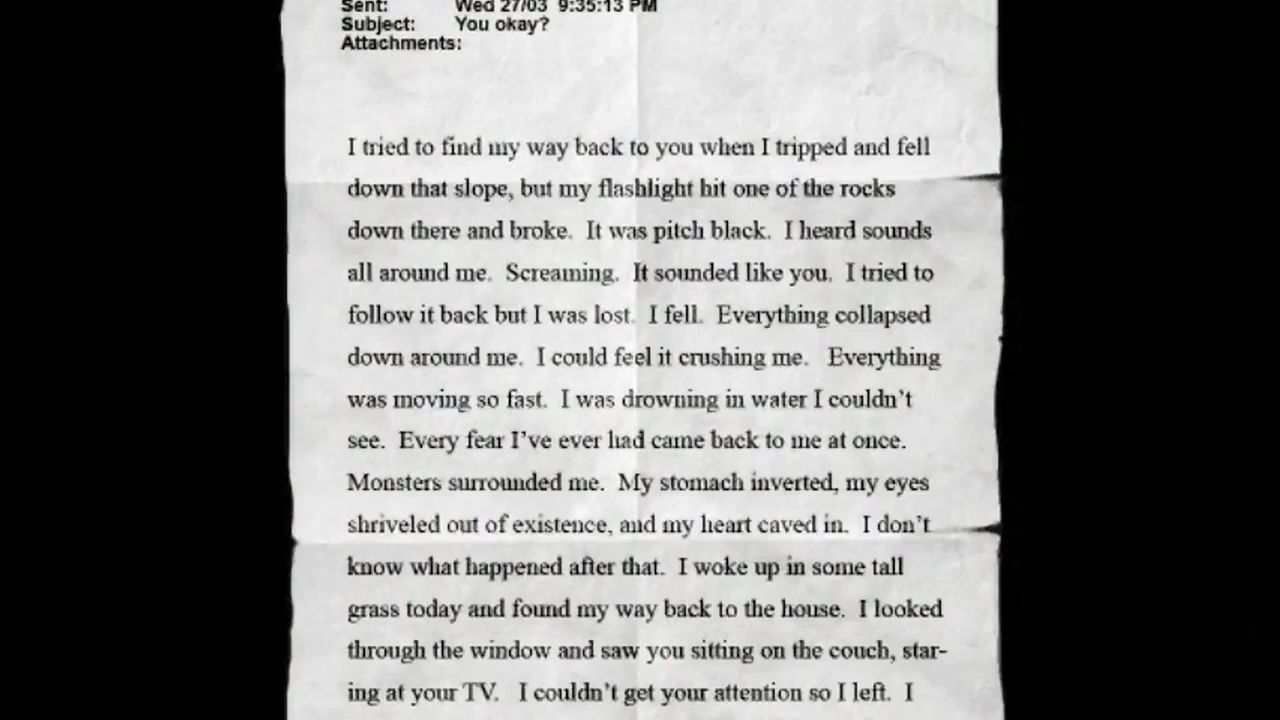 Sent: Wed 27/03 9:35:13 PM
Subject: You okay?
Attachments:
I tried to find my way back to you when I tripped and fell
down that slope, but my flashlight hit one of the rocks
down there and broke. It was pitch black. I heard sounds
all around me. Screaming. It sounded like you. I tried to
follow it back but I was lost. I fell. Everything collapsed
down around me. I could feel it crushing me. Everything
was moving so fast. I was drowning in water I couldn’t
see. Every fear I’ve ever had came back to me at once.
Monsters surrounded me. My stomach inverted, my eyes
shriveled out of existence, and my heart caved in. I don’t
know what happened after that. I woke up in some tall
grass today and found my way back to the house. I looked
through the window and saw you sitting on the couch, star-
ing at your TV. I couldn’t get your attention so I left. I